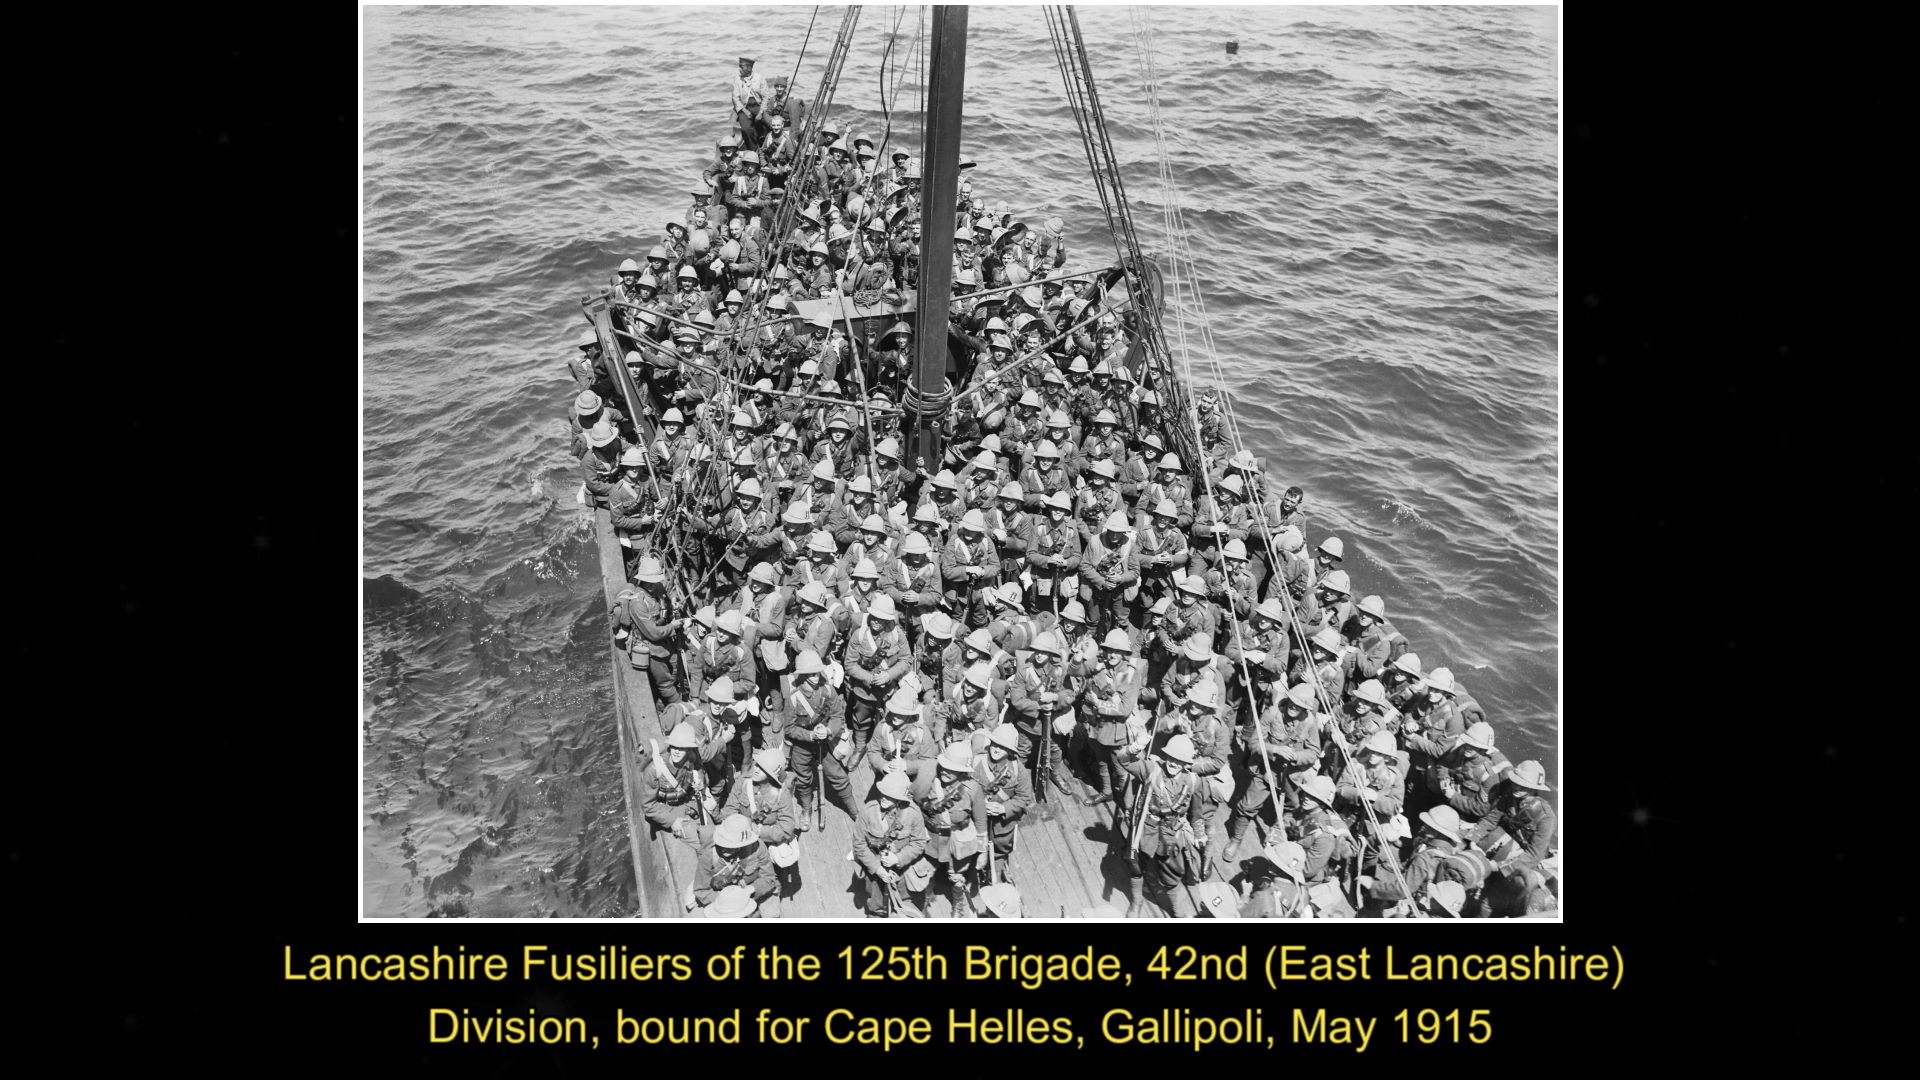 Lancashire Fusiliers of the 125th Brigade, 42nd (East Lancashire)
Division, bound for Cape Helles, Gallipoli, May 1915